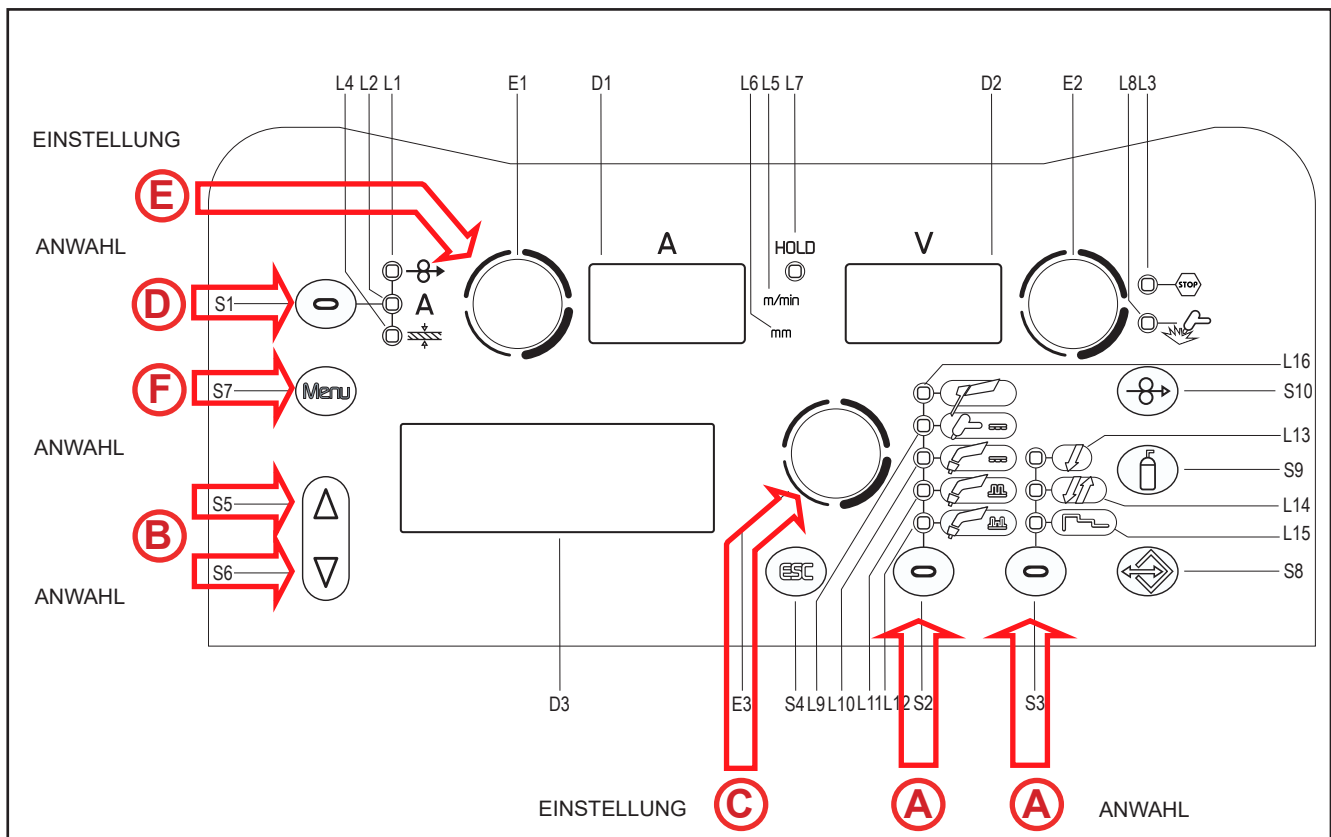 L4 L2 L1 E1 D1 L6 L5 L7 D2 E2 L8 L3
EINSTELLUNG
E
ANWAHL
A
HOLD
V
STOP
D
S1
A
m/min
mm
L16
F
S7
Menu
S10
L13
ANWAHL
S9
S5
L14
B
L15
S6
ESC
S8
ANWAHL
D3 E3 S4 L9 L10 L11 L12 S2 S3
EINSTELLUNG
C
A
A
ANWAHL